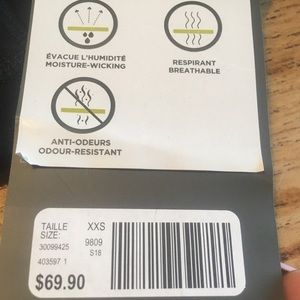 ÉVACUE L'HUMIDITÉ
MOISTURE-WICKING
RESPIRANT
BREATHABLE
ANTI-ODEURS
ODOUR-RESISTANT
TAILLE XXS
SIZE:
30099425 9809
S18
403597 1
$69.90